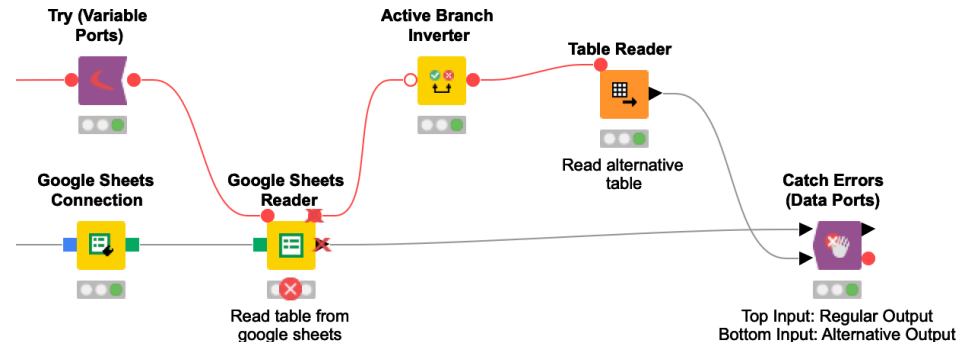 Try (Variable
Ports)
Active Branch
Inverter
Table Reader
Read alternative
table
Google Sheets
Connection
Google Sheets
Reader
Read table from
google sheets
Catch Errors
(Data Ports)
Top Input: Regular Output
Bottom Input: Alternative Output